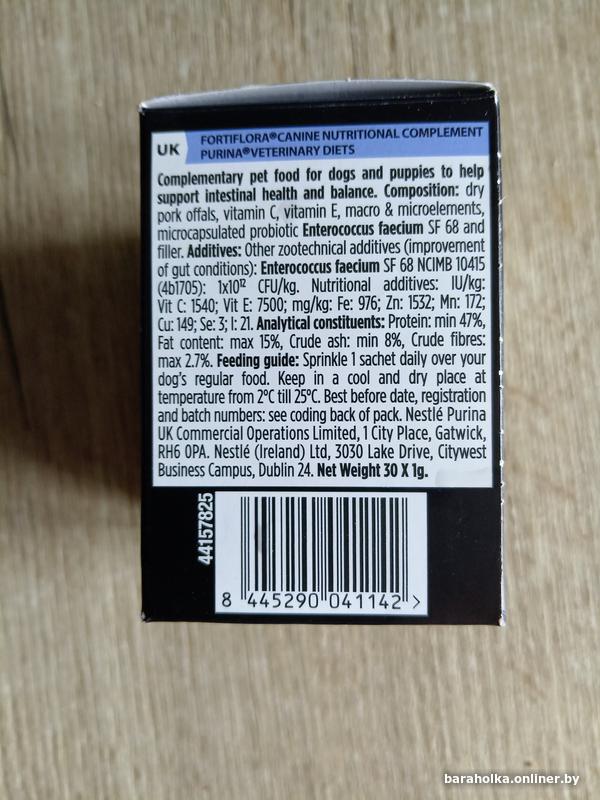 UK
FORTIFLORA®CANINE NUTRITIONAL COMPLEMENT
PURINA®VETERINARY DIETS
Complementary pet food for dogs and puppies to help
support intestinal health and balance. Composition: dry
pork offals, vitamin C, vitamin E, macro & microelements,
microcapsulated probiotic Enterococcus faecium SF 68 and
filler. Additives: Other zootechnical additives (improvement
of gut conditions): Enterococcus faecium SF 68 NCIMB 10415
(4b1705): 1x10¹² CFU/kg. Nutritional additives: IU/kg:
Vit C: 1540; Vit E: 7500; mg/kg: Fe: 976; Zn: 1532; Mn: 172;
Cu: 149; Se: 3; I: 21. Analytical constituents: Protein: min 47%,
Fat content: max 15%, Crude ash: min 8%, Crude fibres:
max 2.7%. Feeding guide: Sprinkle 1 sachet daily over your
dog's regular food. Keep in a cool and dry place at
temperature from 2°C till 25°C. Best before date, registration
and batch numbers: see coding back of pack. Nestlé Purina
UK Commercial Operations Limited, 1 City Place, Gatwick,
RH6 0PA. Nestlé (Ireland) Ltd, 3030 Lake Drive, Citywest
Business Campus, Dublin 24. Net Weight 30 X 1g.
44157825
8 445290 041142 >
baraholka.onliner.by